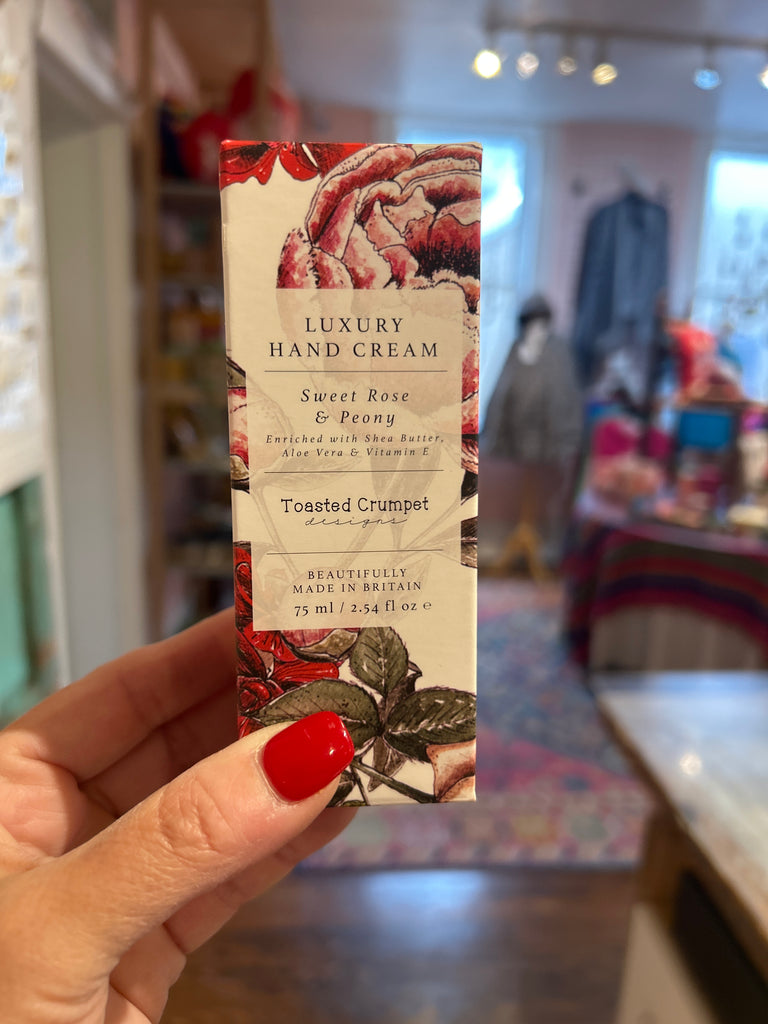 LUXURY
HAND CREAM
Sweet Rose
& Peony
Enriched with Shea Butter,
Aloe Vera & Vitamin E
Toasted Crumpet
designs
BEAUTIFULLY
MADE IN BRITAIN
75 ml / 2.54 fl oz ℮